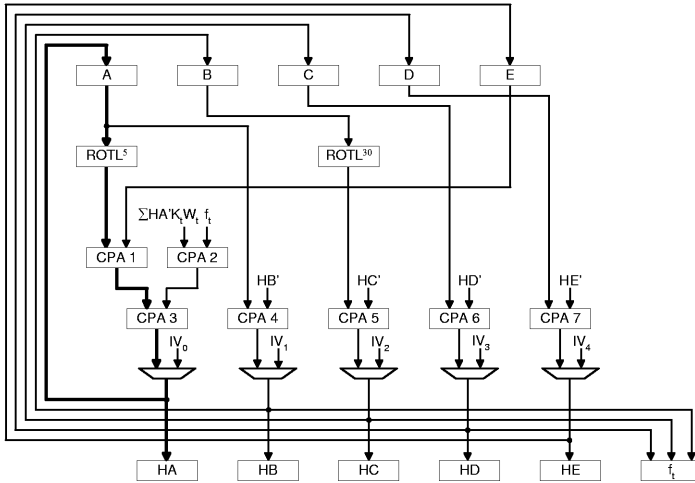 A B C D E
ROTL⁵ ROTL³⁰
∑HA'KₜWₜ fₜ
CPA 1 CPA 2 HB' HC' HD' HE'
CPA 3 CPA 4 CPA 5 CPA 6 CPA 7
IV₀ IV₁ IV₂ IV₃ IV₄
HA HB HC HD HE fₜ